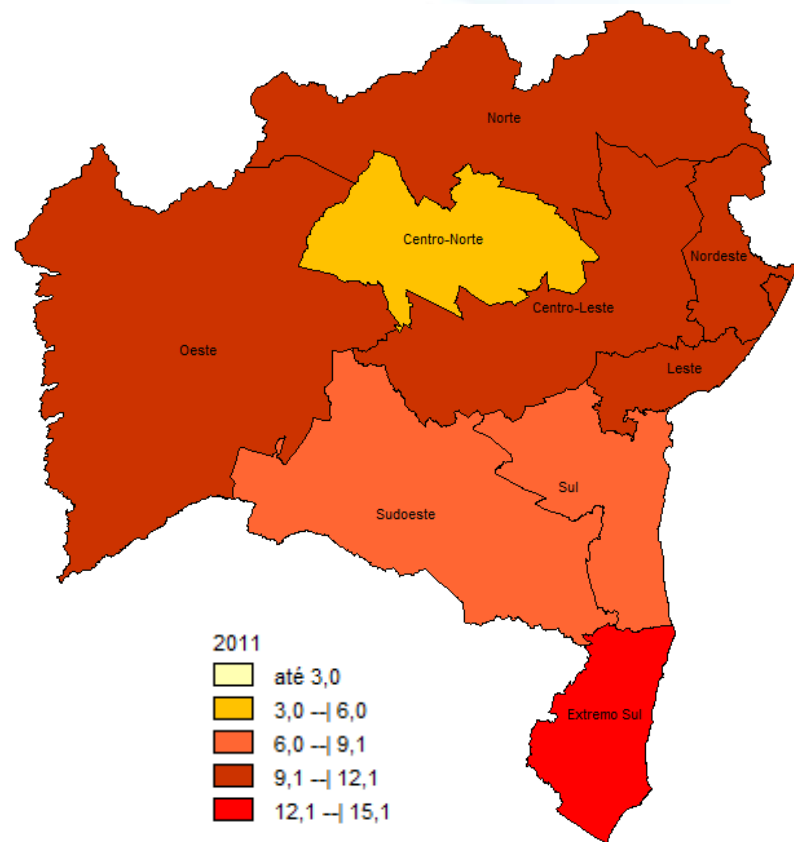 Norte
Centro-Norte
Nordeste
Centro-Leste
Oeste
Leste
Sul
Sudoeste
2011
até 3,0
3,0 --| 6,0
6,0 --| 9,1
9,1 --| 12,1
12,1 --| 15,1
Extremo Sul